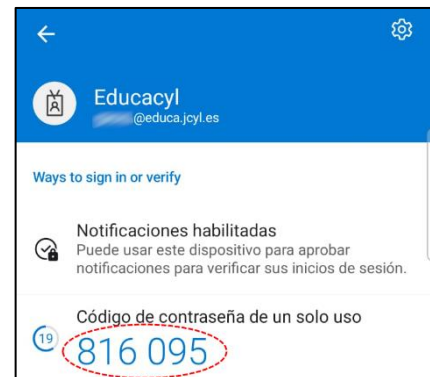 Educacyl
@educa.jcyl.es
Ways to sign in or verify
Notificaciones habilitadas
Puede usar este dispositivo para aprobar
notificaciones para verificar sus inicios de sesión.
Código de contraseña de un solo uso
19
816 095